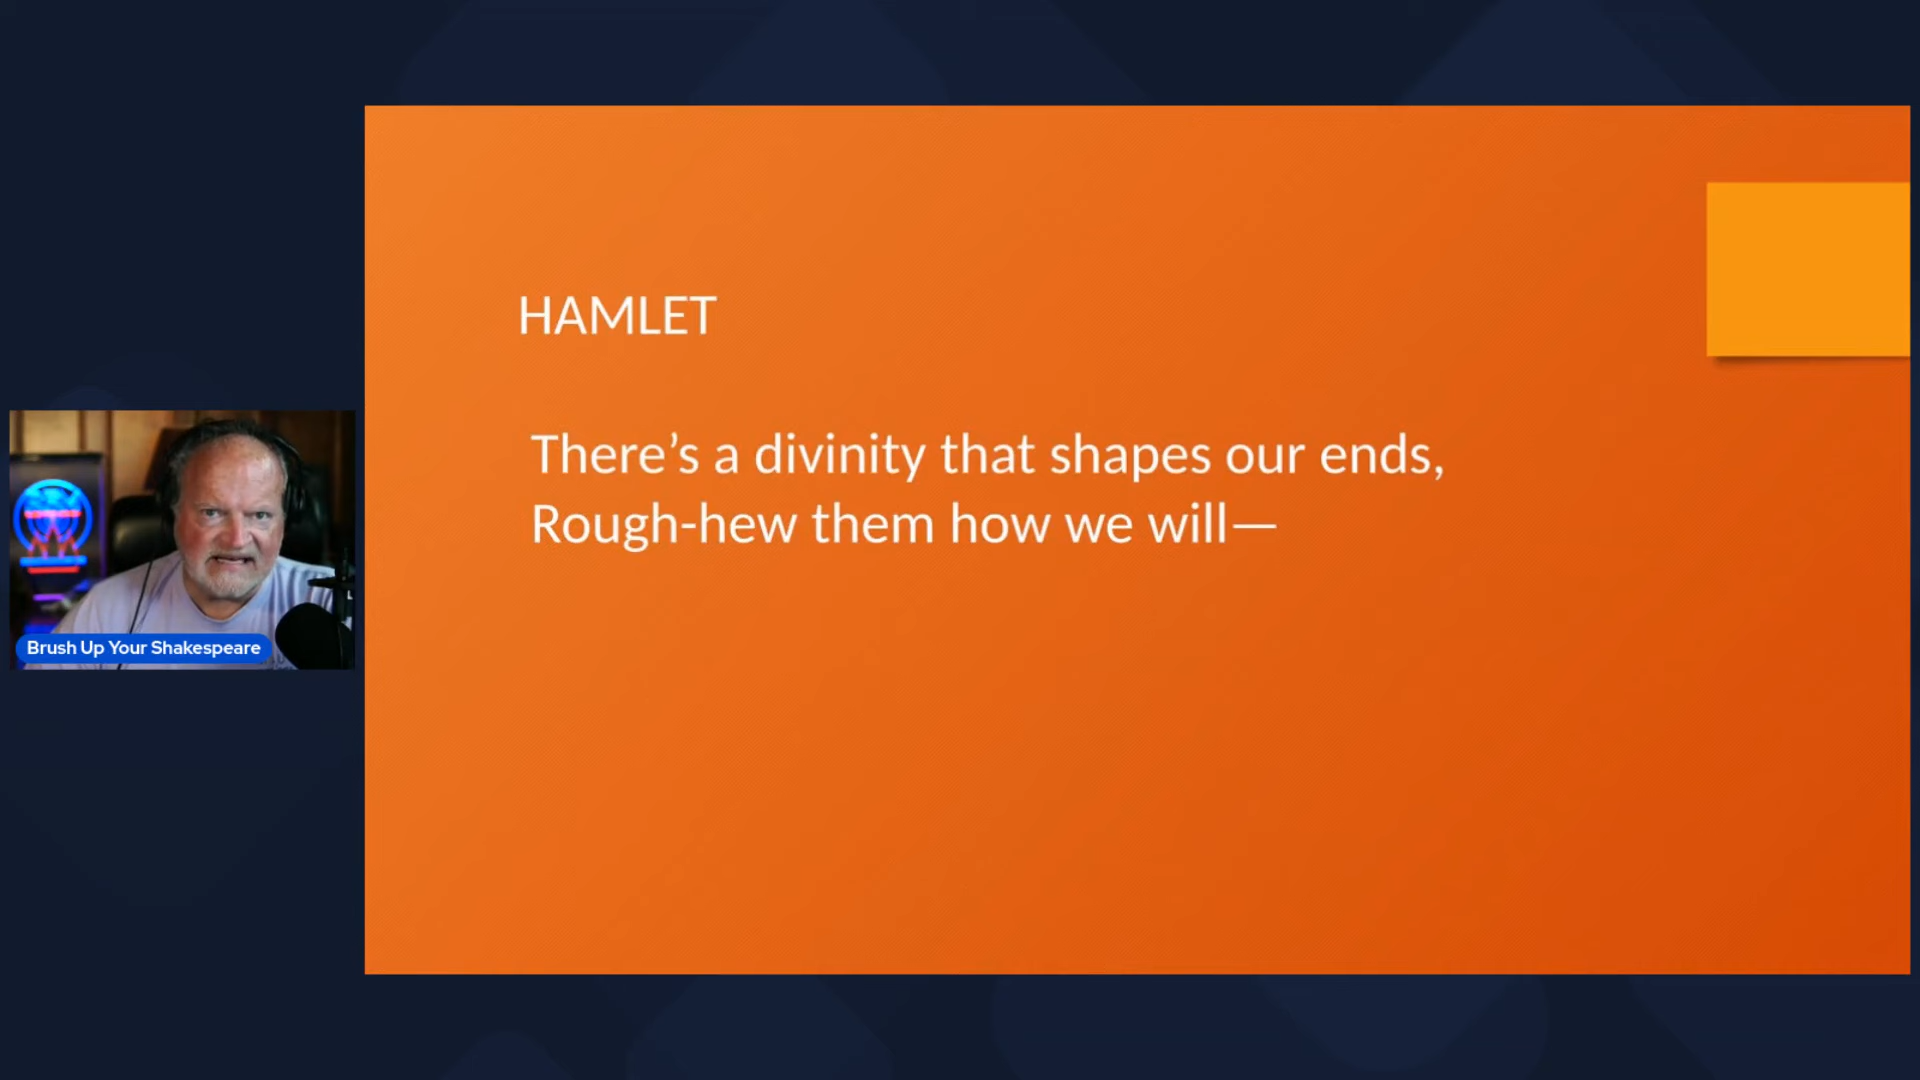 HAMLET
There’s a divinity that shapes our ends,
Rough-hew them how we will—
Brush Up Your Shakespeare